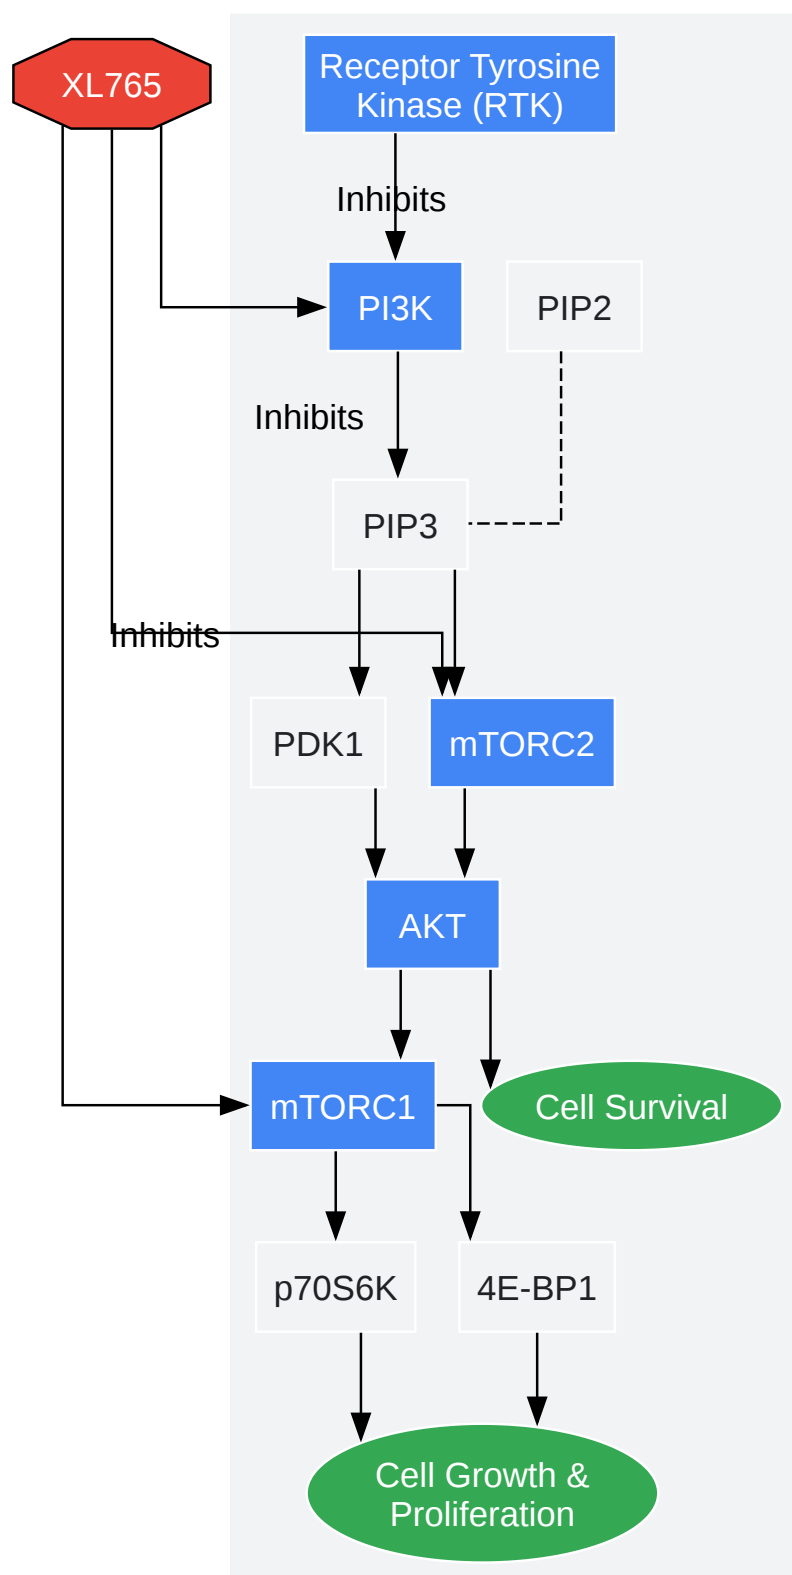 XL765
Receptor Tyrosine
Kinase (RTK)
Inhibits
PI3K
PIP2
Inhibits
PIP3
Inhibits
PDK1
mTORC2
AKT
mTORC1
Cell Survival
p70S6K
4E-BP1
Cell Growth &
Proliferation